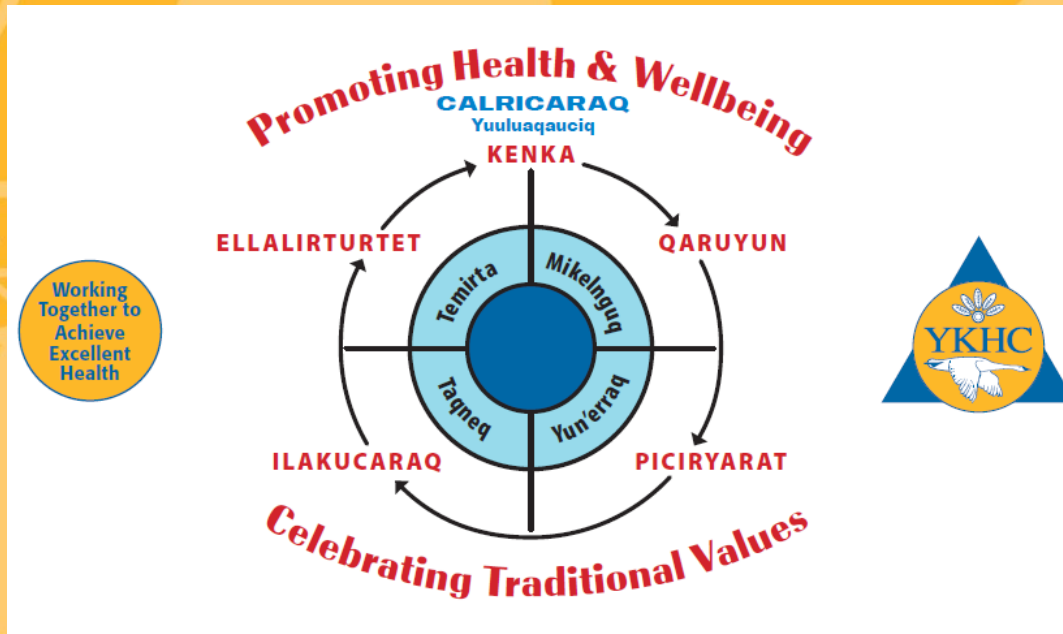 Promoting Health & Wellbeing
CALRICARAQ
Yuuluaqauciq
KENKA
ELLALIRTURTET
QARUYUN
Temirta
Mikelnguq
Working
Together to
Achieve
Excellent
Health
YKHC
Taqneq
Yun'erraq
ILAKUCARAQ
PICIRYARAT
Celebrating Traditional Values